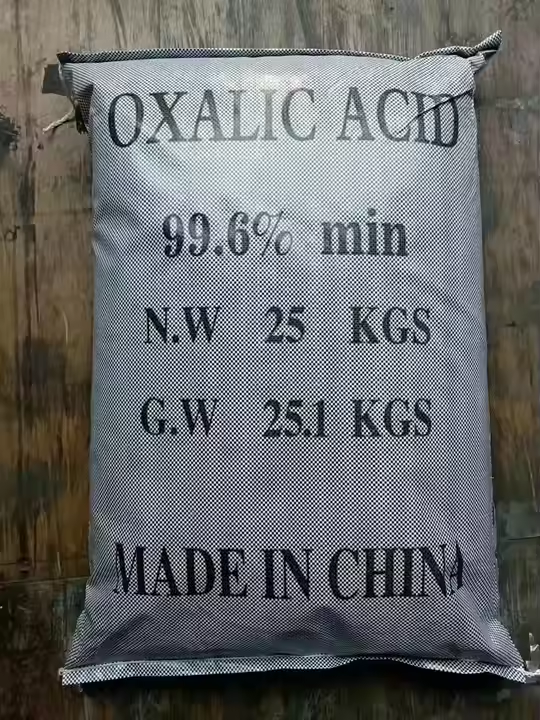 OXALIC ACID
99.6% min
N.W 25 KGS
G.W 25.1 KGS
MADE IN CHINA